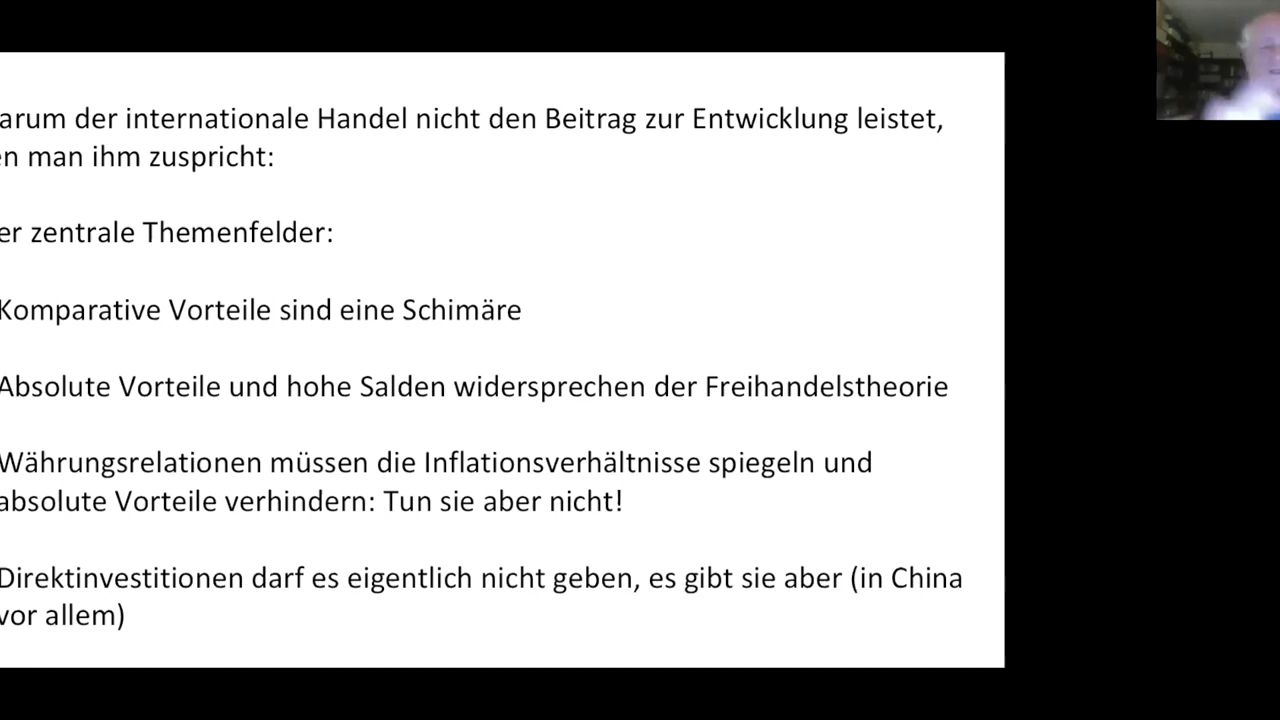 arum der internationale Handel nicht den Beitrag zur Entwicklung leistet,
en man ihm zuspricht:
er zentrale Themenfelder:
Komparative Vorteile sind eine Schimäre
Absolute Vorteile und hohe Salden widersprechen der Freihandelstheorie
Währungsrelationen müssen die Inflationsverhältnisse spiegeln und
absolute Vorteile verhindern: Tun sie aber nicht!
Direktinvestitionen darf es eigentlich nicht geben, es gibt sie aber (in China
vor allem)